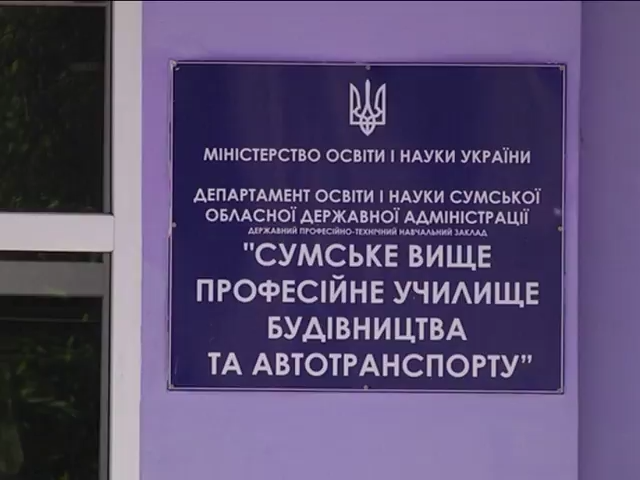 МІНІСТЕРСТВО ОСВІТИ І НАУКИ УКРАЇНИ
ДЕПАРТАМЕНТ ОСВІТИ І НАУКИ СУМСЬКОЇ
ОБЛАСНОЇ ДЕРЖАВНОЇ АДМІНІСТРАЦІЇ
ДЕРЖАВНИЙ ПРОФЕСІЙНО-ТЕХНІЧНИЙ НАВЧАЛЬНИЙ ЗАКЛАД
"СУМСЬКЕ ВИЩЕ
ПРОФЕСІЙНЕ УЧИЛИЩЕ
БУДІВНИЦТВА
ТА АВТОТРАНСПОРТУ”